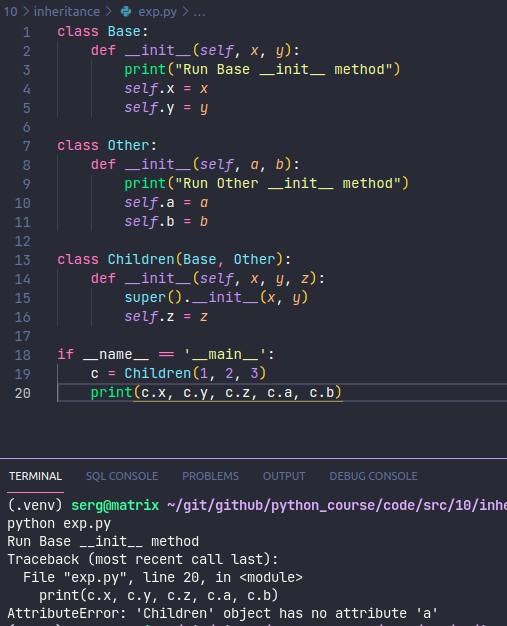 10 > inheritance > exp.py > ...
1 class Base:
2 def __init__(self, x, y):
3 print("Run Base __init__ method")
4 self.x = x
5 self.y = y
6
7 class Other:
8 def __init__(self, a, b):
9 print("Run Other __init__ method")
10 self.a = a
11 self.b = b
12
13 class Children(Base, Other):
14 def __init__(self, x, y, z):
15 super().__init__(x, y)
16 self.z = z
17
18 if __name__ == '__main__':
19 c = Children(1, 2, 3)
20 print(c.x, c.y, c.z, c.a, c.b)
TERMINAL SQL CONSOLE PROBLEMS OUTPUT DEBUG CONSOLE
(.venv) serg@matrix ~/git/github/python_course/code/src/10/inhe
python exp.py
Run Base __init__ method
Traceback (most recent call last):
File "exp.py", line 20, in <module>
print(c.x, c.y, c.z, c.a, c.b)
AttributeError: 'Children' object has no attribute 'a'